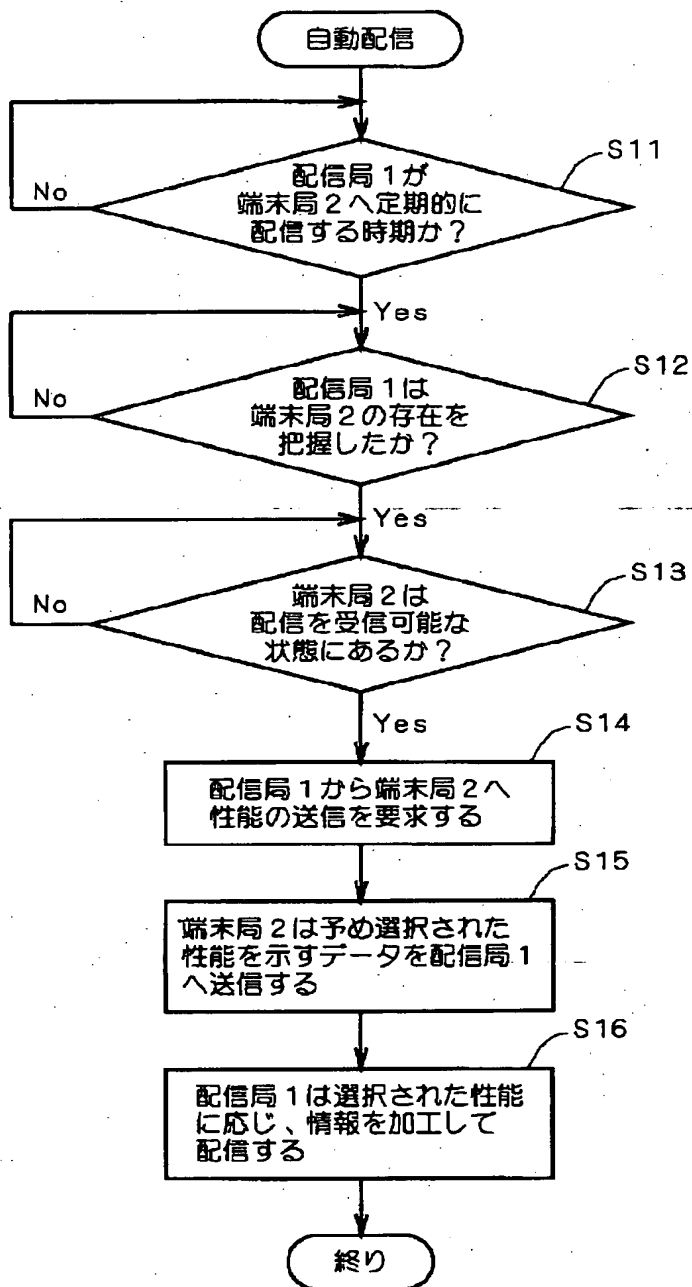 自動配信
S11
配信局1が
端末局2へ定期的に
配信する時期か?
No
Yes
S12
配信局1は
端末局2の存在を
把握したか?
No
Yes
S13
端末局2は
配信を受信可能な
状態にあるか?
No
Yes
S14
配信局1から端末局2へ
性能の送信を要求する
S15
端末局2は予め選択された
性能を示すデータを配信局1
へ送信する
S16
配信局1は選択された性能
に応じ、情報を加工して
配信する
終り